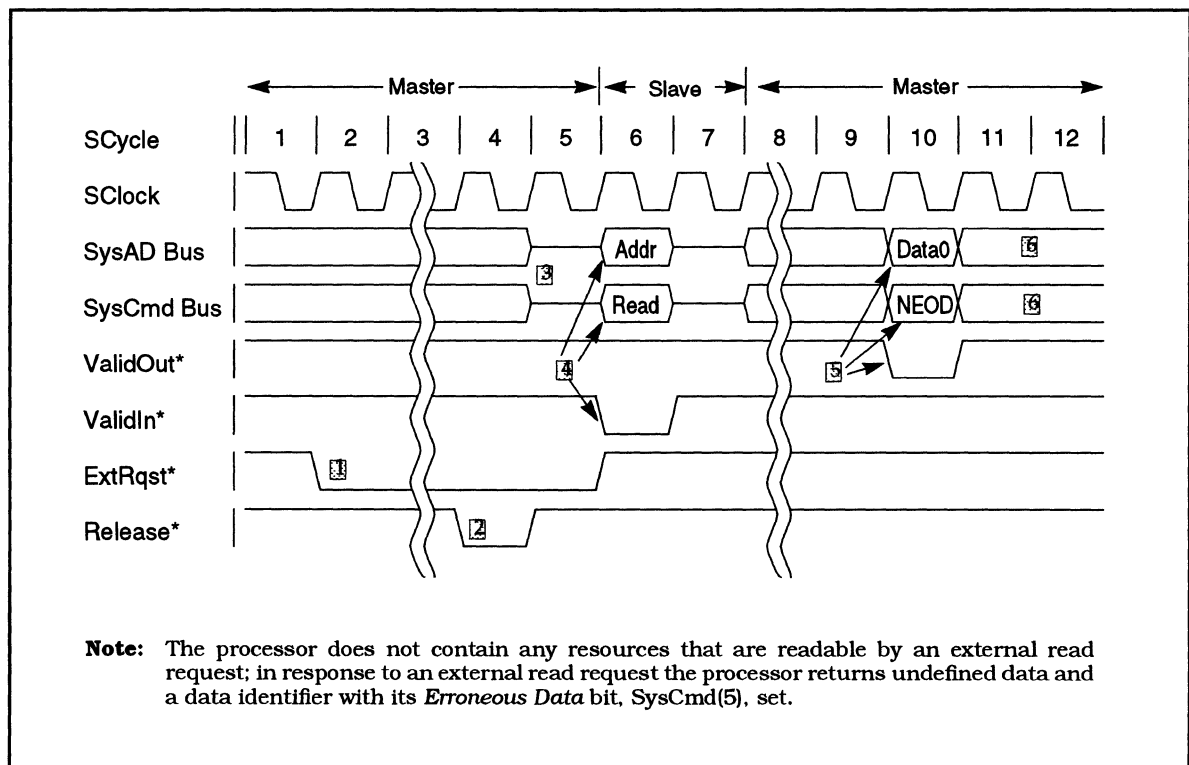 Master Slave Master
SCycle 1 2 3 4 5 6 7 8 9 10 11 12
SClock
SysAD Bus Addr Data0 6
3
SysCmd Bus Read NEOD 6
ValidOut* 4 5
ValidIn*
ExtRqst* 1
Release* 2
Note: The processor does not contain any resources that are readable by an external read
request; in response to an external read request the processor returns undefined data and
a data identifier with its Erroneous Data bit, SysCmd(5), set.